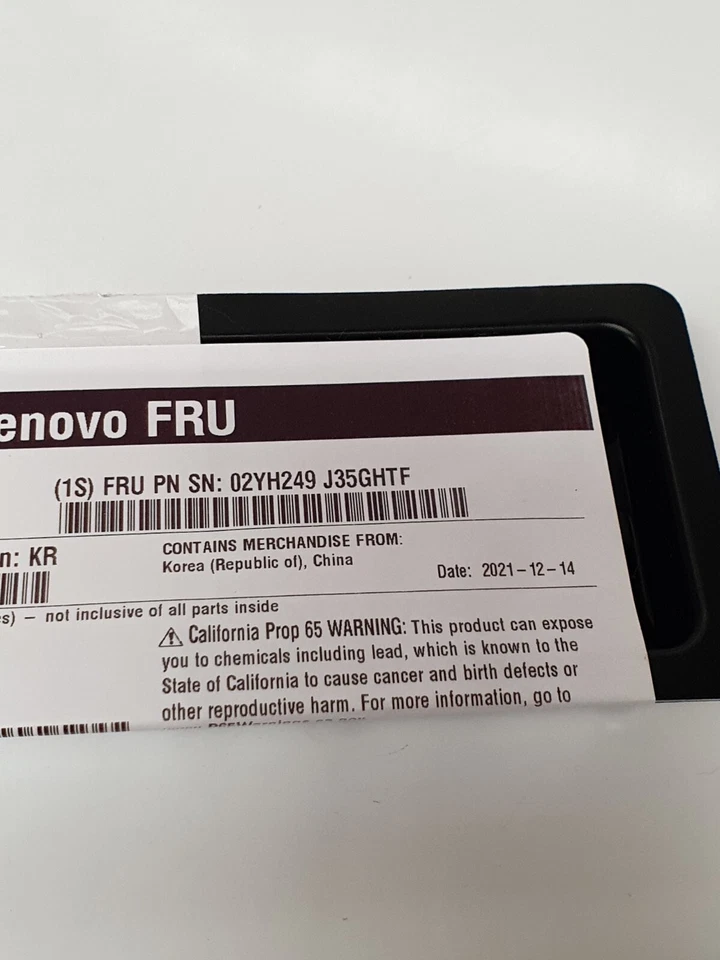 enovo FRU
(1S) FRU PN SN: 02YH249 J35GHTF
n: KR
CONTAINS MERCHANDISE FROM:
Korea (Republic of), China
Date: 2021-12-14
s) – not inclusive of all parts inside
⚠ California Prop 65 WARNING: This product can expose
you to chemicals including lead, which is known to the
State of California to cause cancer and birth defects or
other reproductive harm. For more information, go to